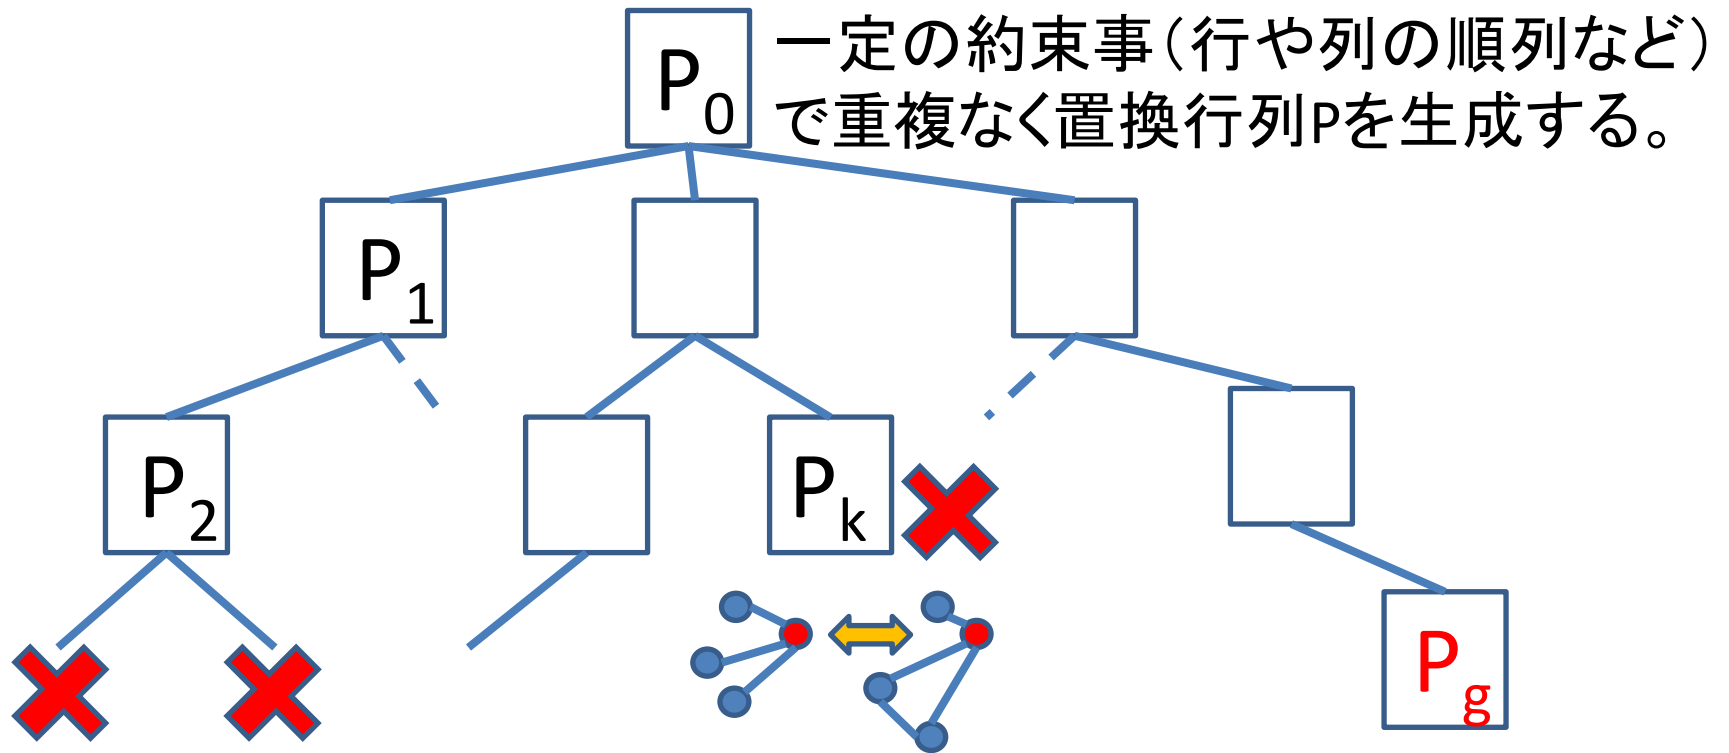 P0
一定の約束事（行や列の順列など）
で重複なく置換行列Pを生成する。
P1
P2
Pk
Pg